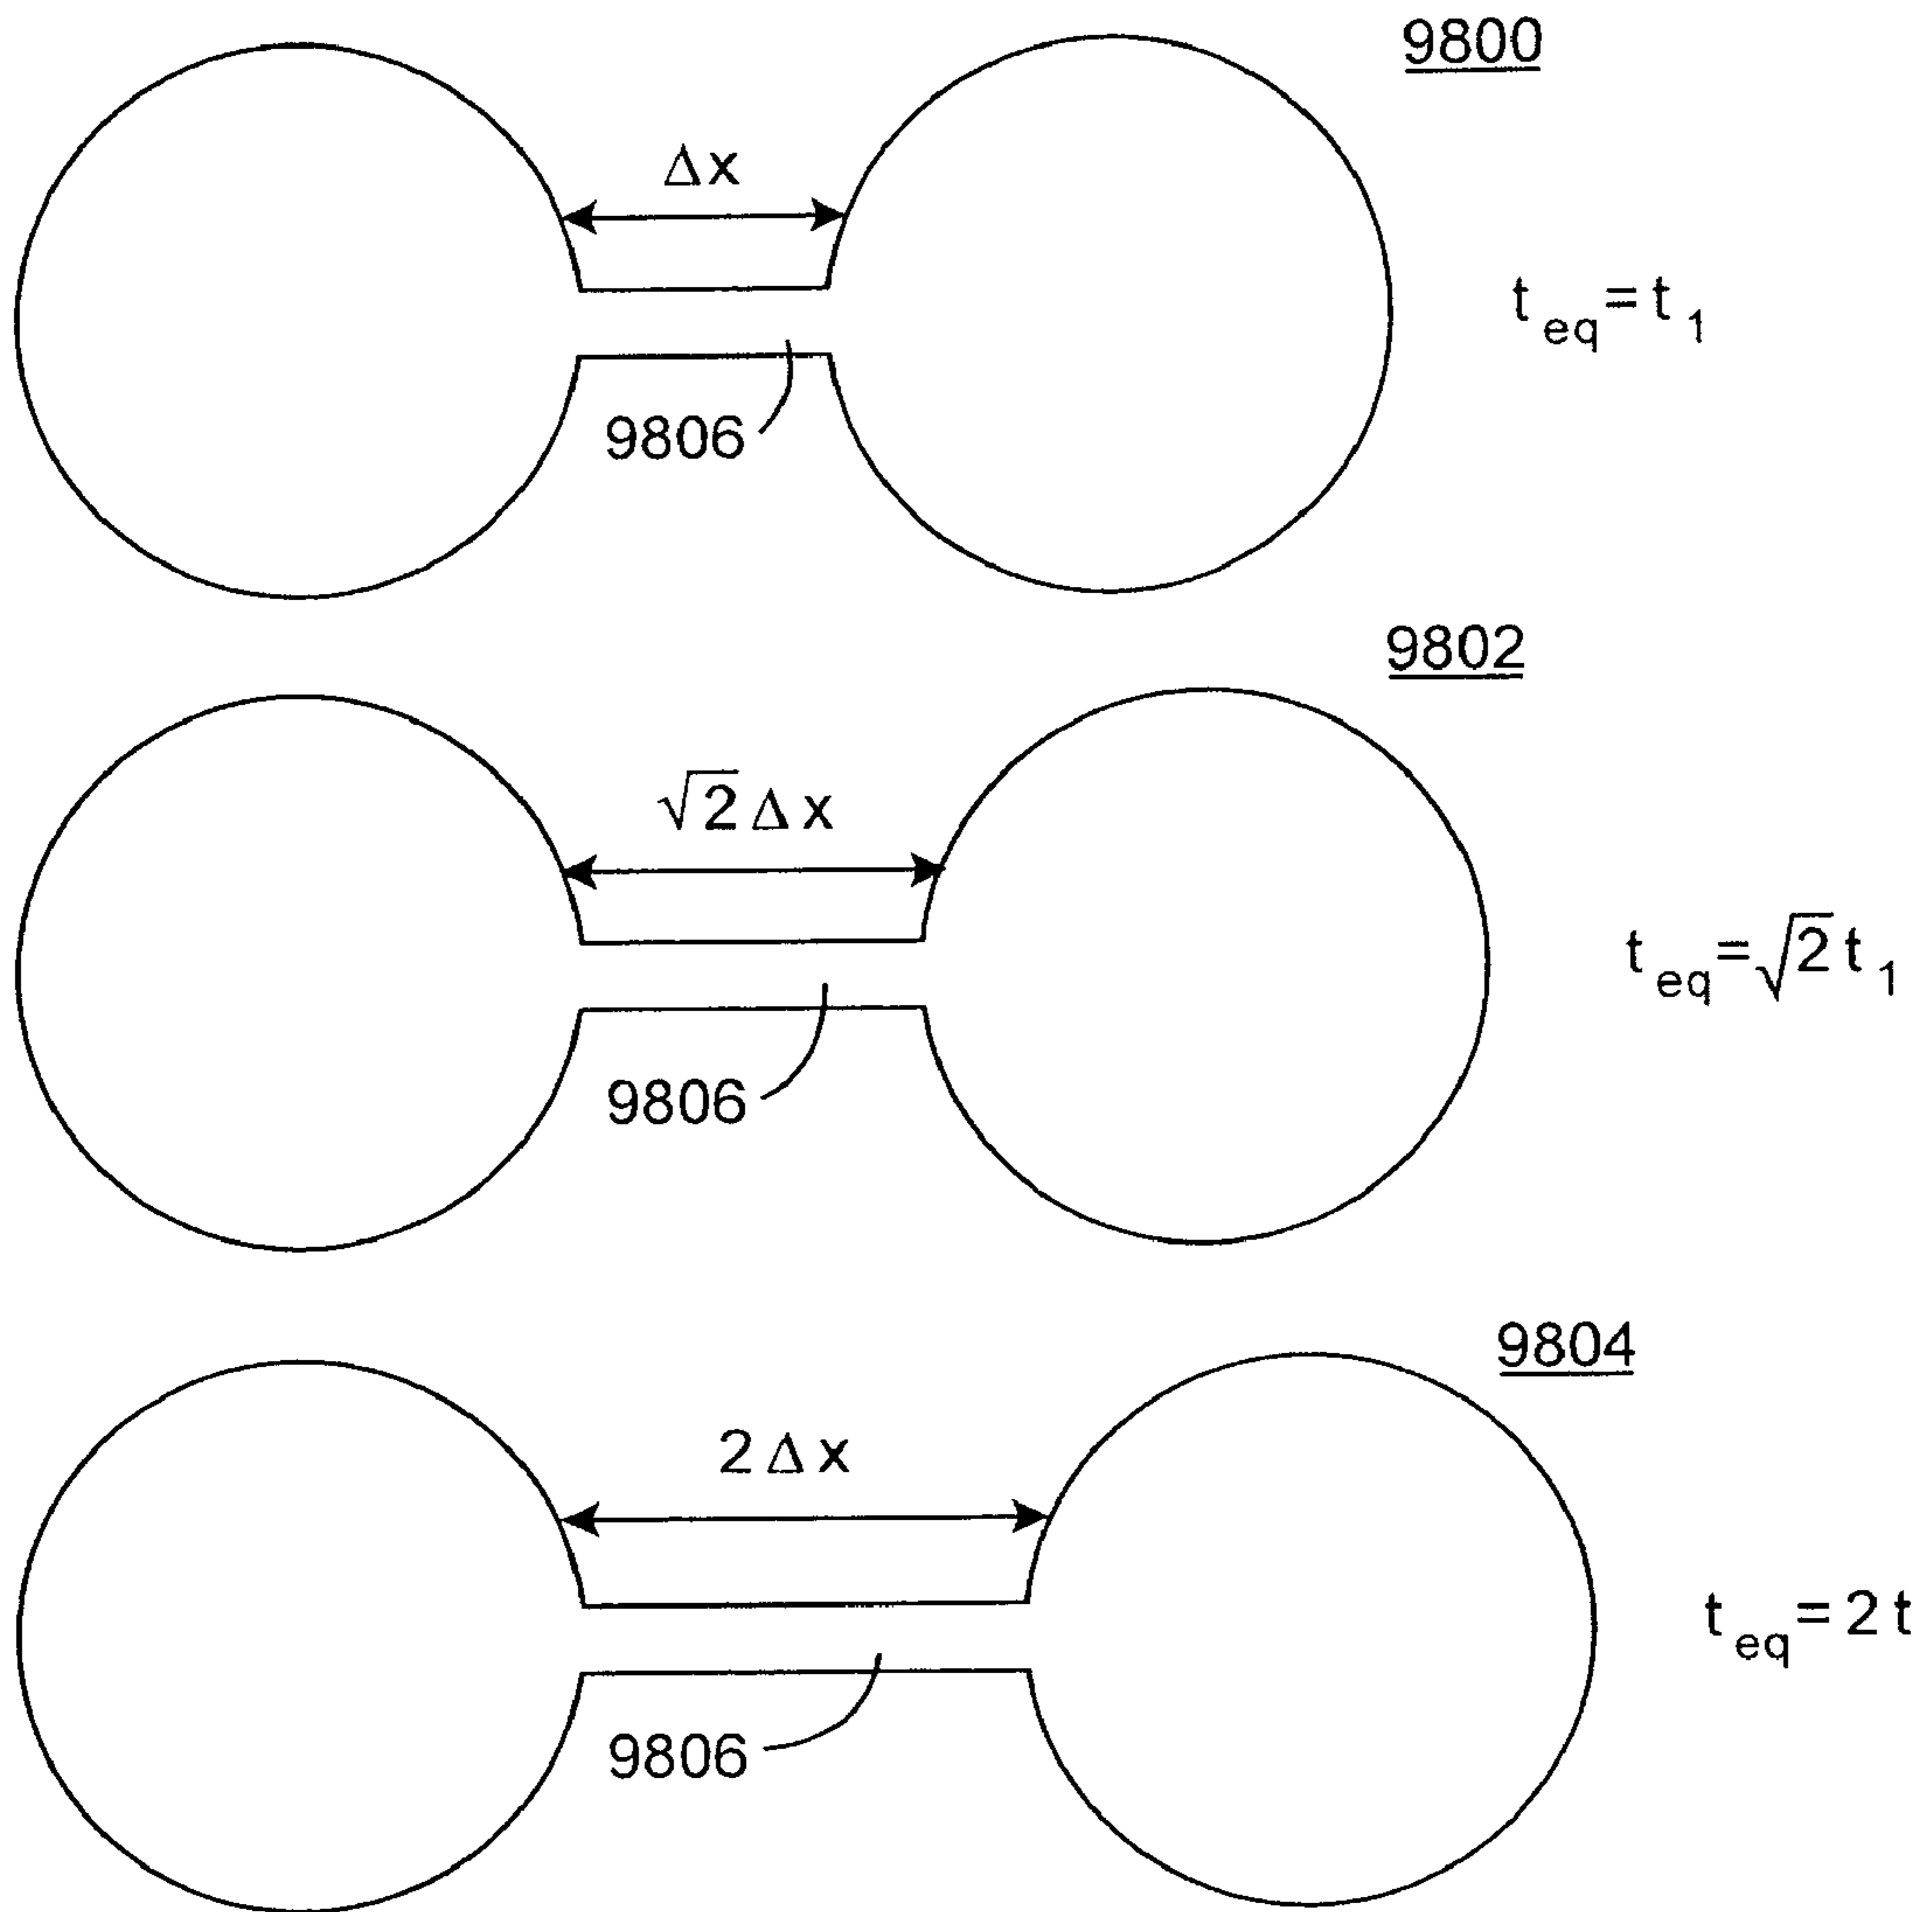 9800
Δx
t_eq = t_1
9806
9802
√2 Δx
t_eq = √2 t_1
9806
9804
2 Δx
t_eq = 2 t
9806